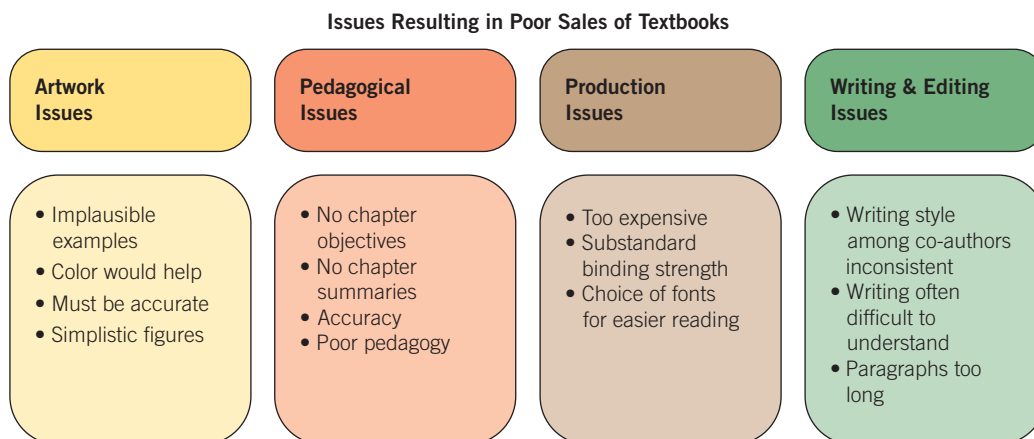 Issues Resulting in Poor Sales of Textbooks
Artwork
Issues
• Implausible
examples
• Color would help
• Must be accurate
• Simplistic figures
Pedagogical
Issues
• No chapter
objectives
• No chapter
summaries
• Accuracy
• Poor pedagogy
Production
Issues
• Too expensive
• Substandard
binding strength
• Choice of fonts
for easier reading
Writing & Editing
Issues
• Writing style
among co-authors
inconsistent
• Writing often
difficult to
understand
• Paragraphs too
long